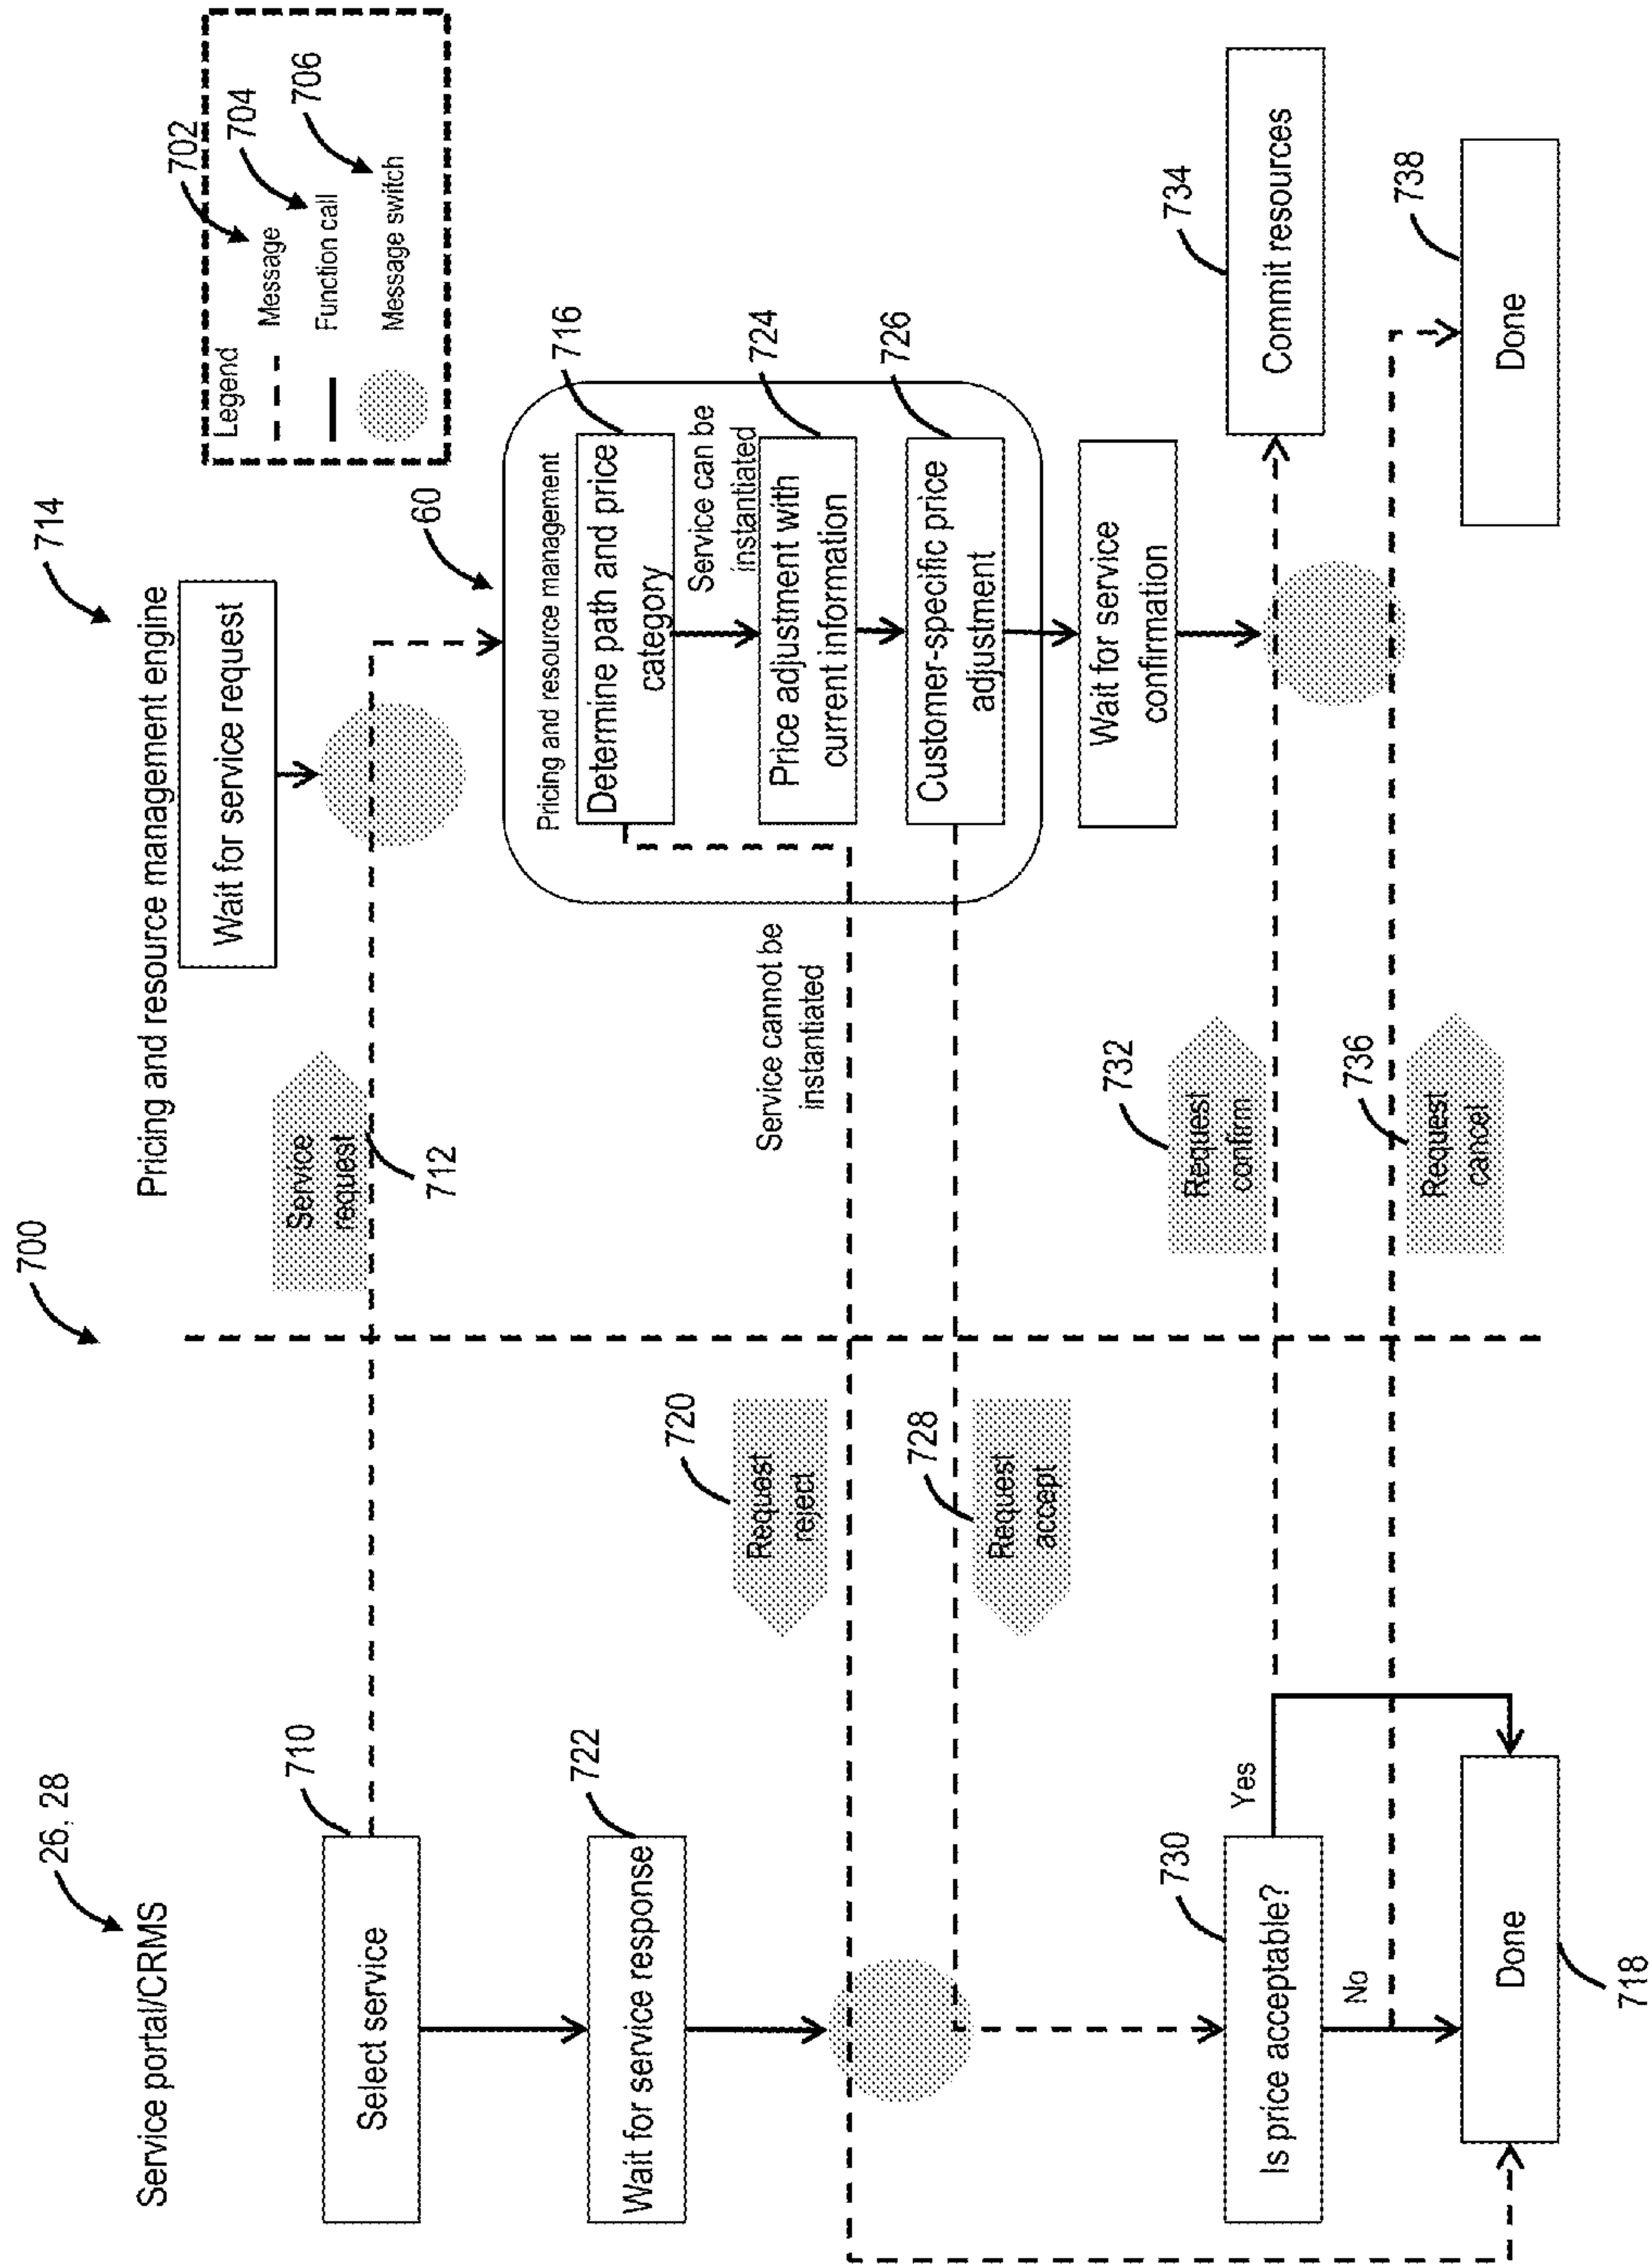 700
Service portal/CRMS
26, 28
Pricing and resource management engine
714
Legend
Message
702
Function call
704
Message switch
706
Select service
710
Service
request
712
Wait for service request
Wait for service response
722
60
Pricing and resource management
Determine path and price
category
716
Service can be
instantiated
Service cannot be
instantiated
Request
reject
720
Price adjustment with
current information
724
Customer-specific price
adjustment
726
Request
accept
728
Wait for service
confirmation
Is price acceptable?
730
Yes
No
Request
confirm
732
Commit resources
734
Request
cancel
736
Done
718
Done
738